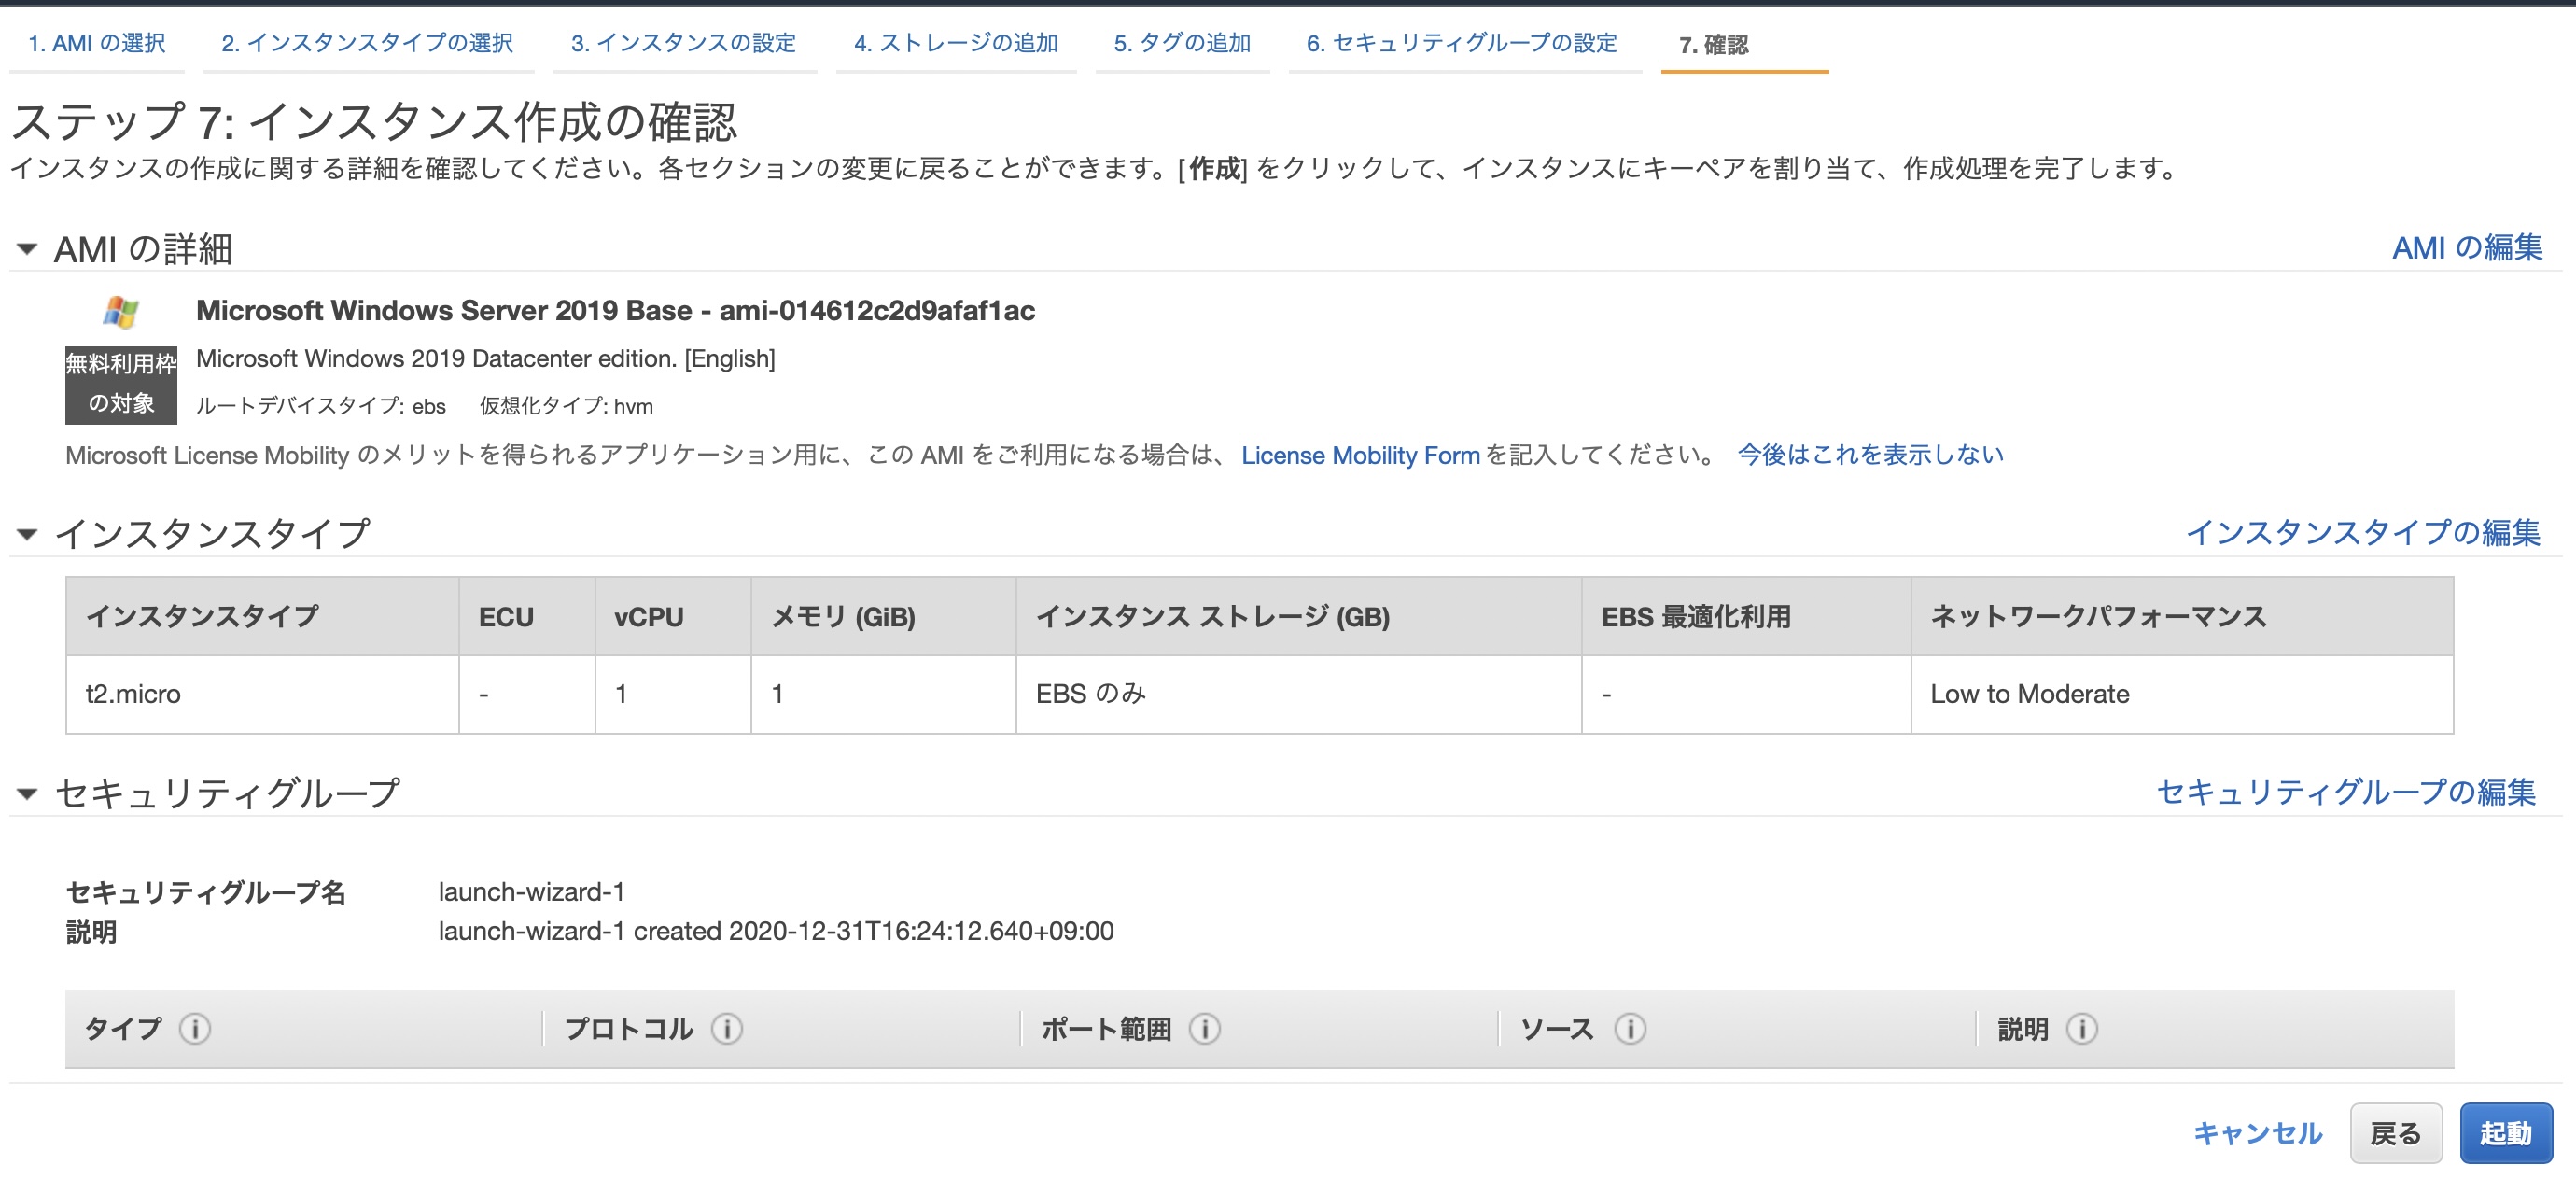 1. AMI の選択 2. インスタンスタイプの選択 3. インスタンスの設定 4. ストレージの追加 5. タグの追加 6. セキュリティグループの設定 7. 確認
ステップ 7: インスタンス作成の確認
インスタンスの作成に関する詳細を確認してください。各セクションの変更に戻ることができます。[作成] をクリックして、インスタンスにキーペアを割り当て、作成処理を完了します。
AMI の詳細 AMI の編集
Microsoft Windows Server 2019 Base - ami-014612c2d9afaf1ac
無料利用枠
の対象
Microsoft Windows 2019 Datacenter edition. [English]
ルートデバイスタイプ: ebs 仮想化タイプ: hvm
Microsoft License Mobility のメリットを得られるアプリケーション用に、この AMI をご利用になる場合は、 License Mobility Form を記入してください。 今後はこれを表示しない
インスタンスタイプ インスタンスタイプの編集
インスタンスタイプ ECU vCPU メモリ (GiB) インスタンス ストレージ (GB) EBS 最適化利用 ネットワークパフォーマンス
t2.micro - 1 1 EBS のみ - Low to Moderate
セキュリティグループ セキュリティグループの編集
セキュリティグループ名 launch-wizard-1
説明 launch-wizard-1 created 2020-12-31T16:24:12.640+09:00
タイプ プロトコル ポート範囲 ソース 説明
キャンセル 戻る 起動